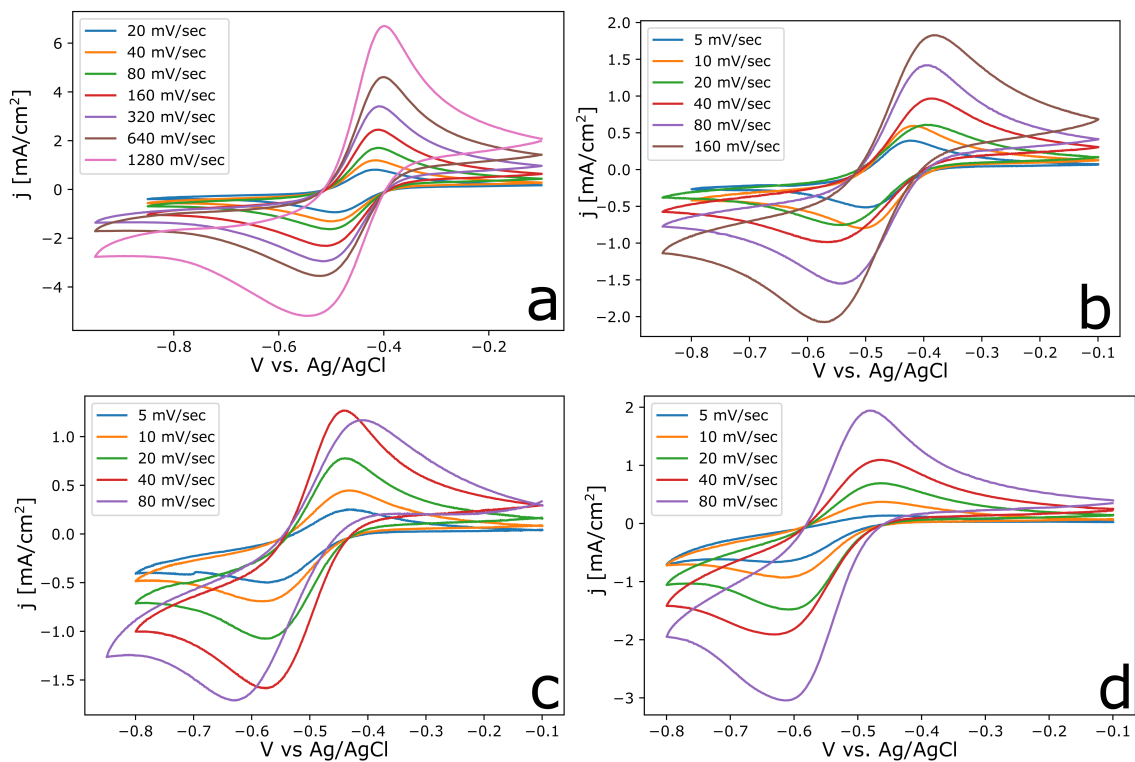 20 mV/sec
40 mV/sec
80 mV/sec
160 mV/sec
320 mV/sec
640 mV/sec
1280 mV/sec
6
4
2
0
−2
−4
j [mA/cm²]
−0.8
−0.6
−0.4
−0.2
V vs. Ag/AgCl
a
5 mV/sec
10 mV/sec
20 mV/sec
40 mV/sec
80 mV/sec
160 mV/sec
2.0
1.5
1.0
0.5
0.0
−0.5
−1.0
−1.5
−2.0
j [mA/cm²]
−0.8
−0.7
−0.6
−0.5
−0.4
−0.3
−0.2
−0.1
V vs. Ag/AgCl
b
5 mV/sec
10 mV/sec
20 mV/sec
40 mV/sec
80 mV/sec
1.0
0.5
0.0
−0.5
−1.0
−1.5
j [mA/cm²]
−0.8
−0.7
−0.6
−0.5
−0.4
−0.3
−0.2
−0.1
V vs Ag/AgCl
c
5 mV/sec
10 mV/sec
20 mV/sec
40 mV/sec
80 mV/sec
2
1
0
−1
−2
−3
j [mA/cm²]
−0.8
−0.7
−0.6
−0.5
−0.4
−0.3
−0.2
−0.1
V vs. Ag/AgCl
d